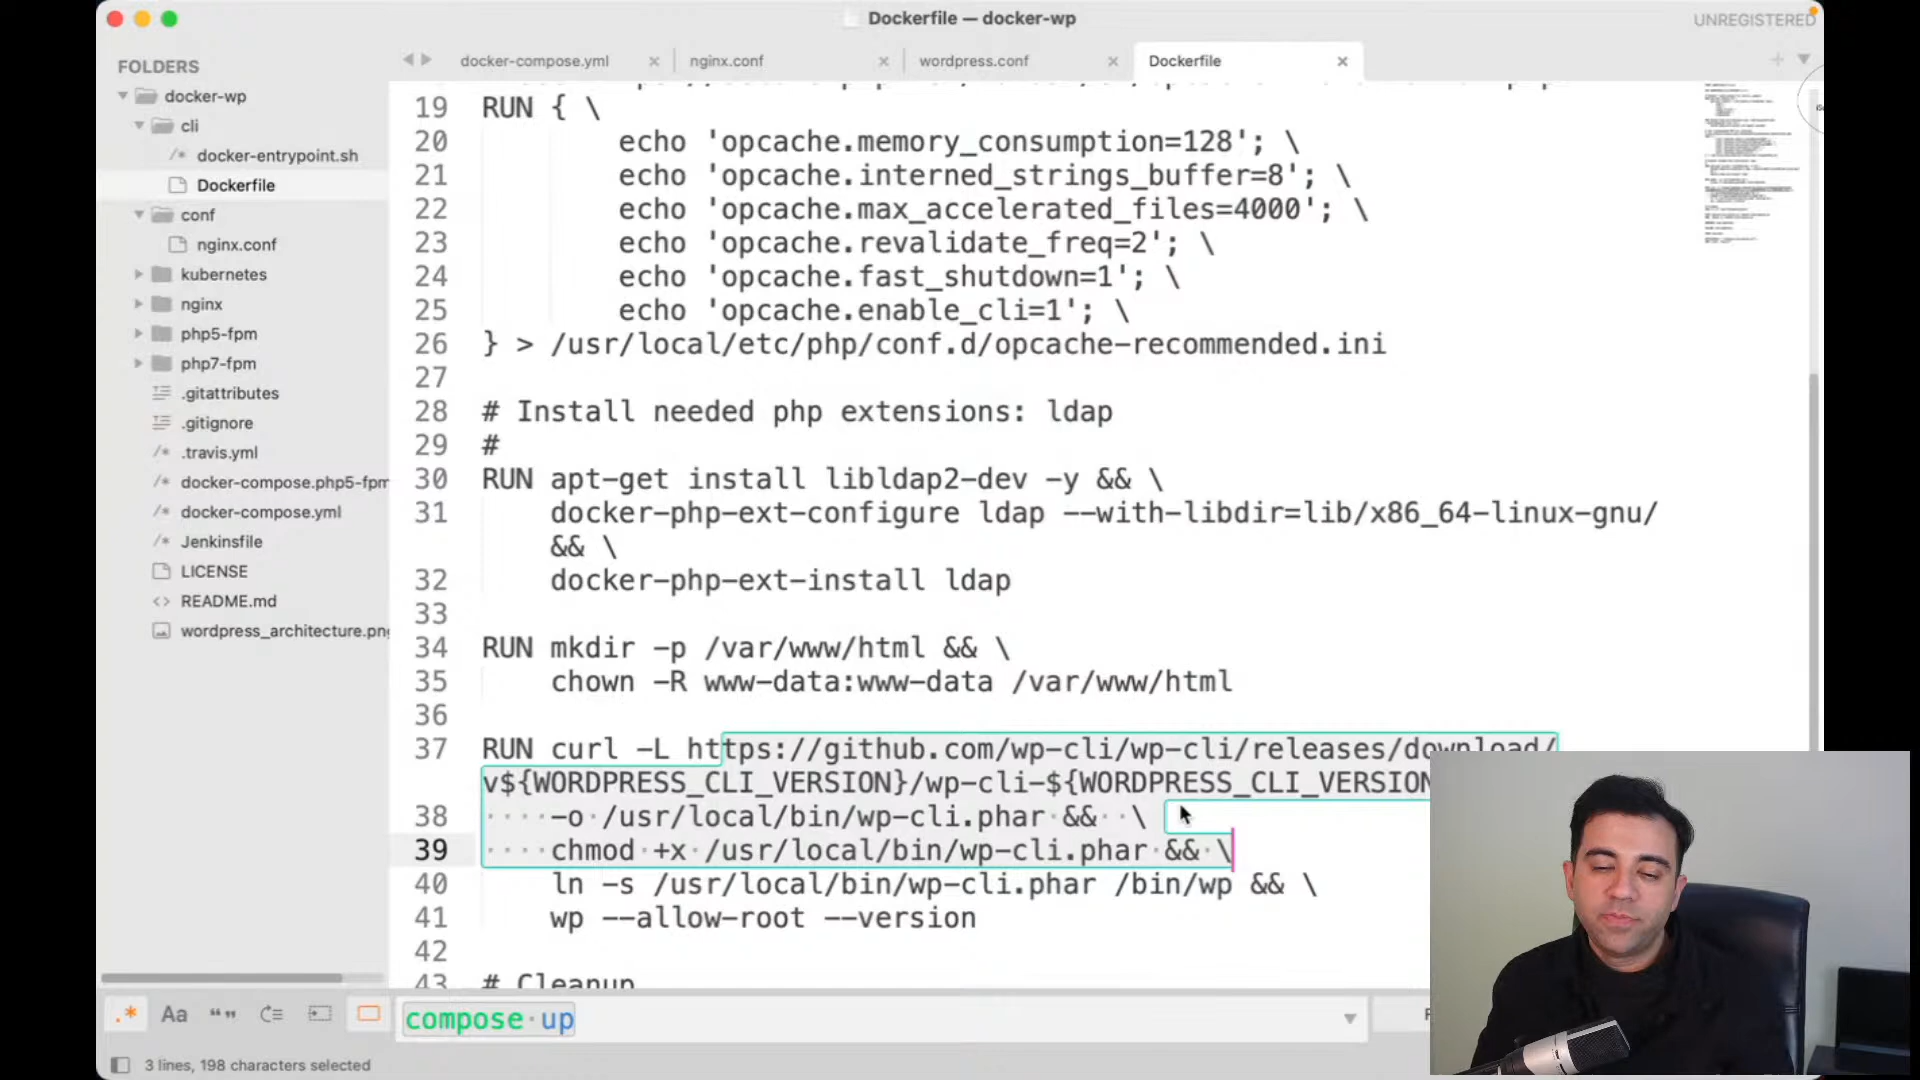 Dockerfile — docker-wp
UNREGISTERED
FOLDERS
docker-wp
cli
docker-entrypoint.sh
Dockerfile
conf
nginx.conf
kubernetes
nginx
php5-fpm
php7-fpm
.gitattributes
.gitignore
.travis.yml
docker-compose.php5-fpm
docker-compose.yml
Jenkinsfile
LICENSE
README.md
wordpress_architecture.png
docker-compose.yml
nginx.conf
wordpress.conf
Dockerfile
19 RUN { \
20 echo 'opcache.memory_consumption=128'; \
21 echo 'opcache.interned_strings_buffer=8'; \
22 echo 'opcache.max_accelerated_files=4000'; \
23 echo 'opcache.revalidate_freq=2'; \
24 echo 'opcache.fast_shutdown=1'; \
25 echo 'opcache.enable_cli=1'; \
26 } > /usr/local/etc/php/conf.d/opcache-recommended.ini
27
28 # Install needed php extensions: ldap
29 #
30 RUN apt-get install libldap2-dev -y && \
31 docker-php-ext-configure ldap --with-libdir=lib/x86_64-linux-gnu/
&& \
32 docker-php-ext-install ldap
33
34 RUN mkdir -p /var/www/html && \
35 chown -R www-data:www-data /var/www/html
36
37 RUN curl -L https://github.com/wp-cli/wp-cli/releases/download/
v${WORDPRESS_CLI_VERSION}/wp-cli-${WORDPRESS_CLI_VERSION
38 -o /usr/local/bin/wp-cli.phar && \
39 chmod +x /usr/local/bin/wp-cli.phar && \
40 ln -s /usr/local/bin/wp-cli.phar /bin/wp && \
41 wp --allow-root --version
42
43 # Cleanup
compose up
3 lines, 198 characters selected